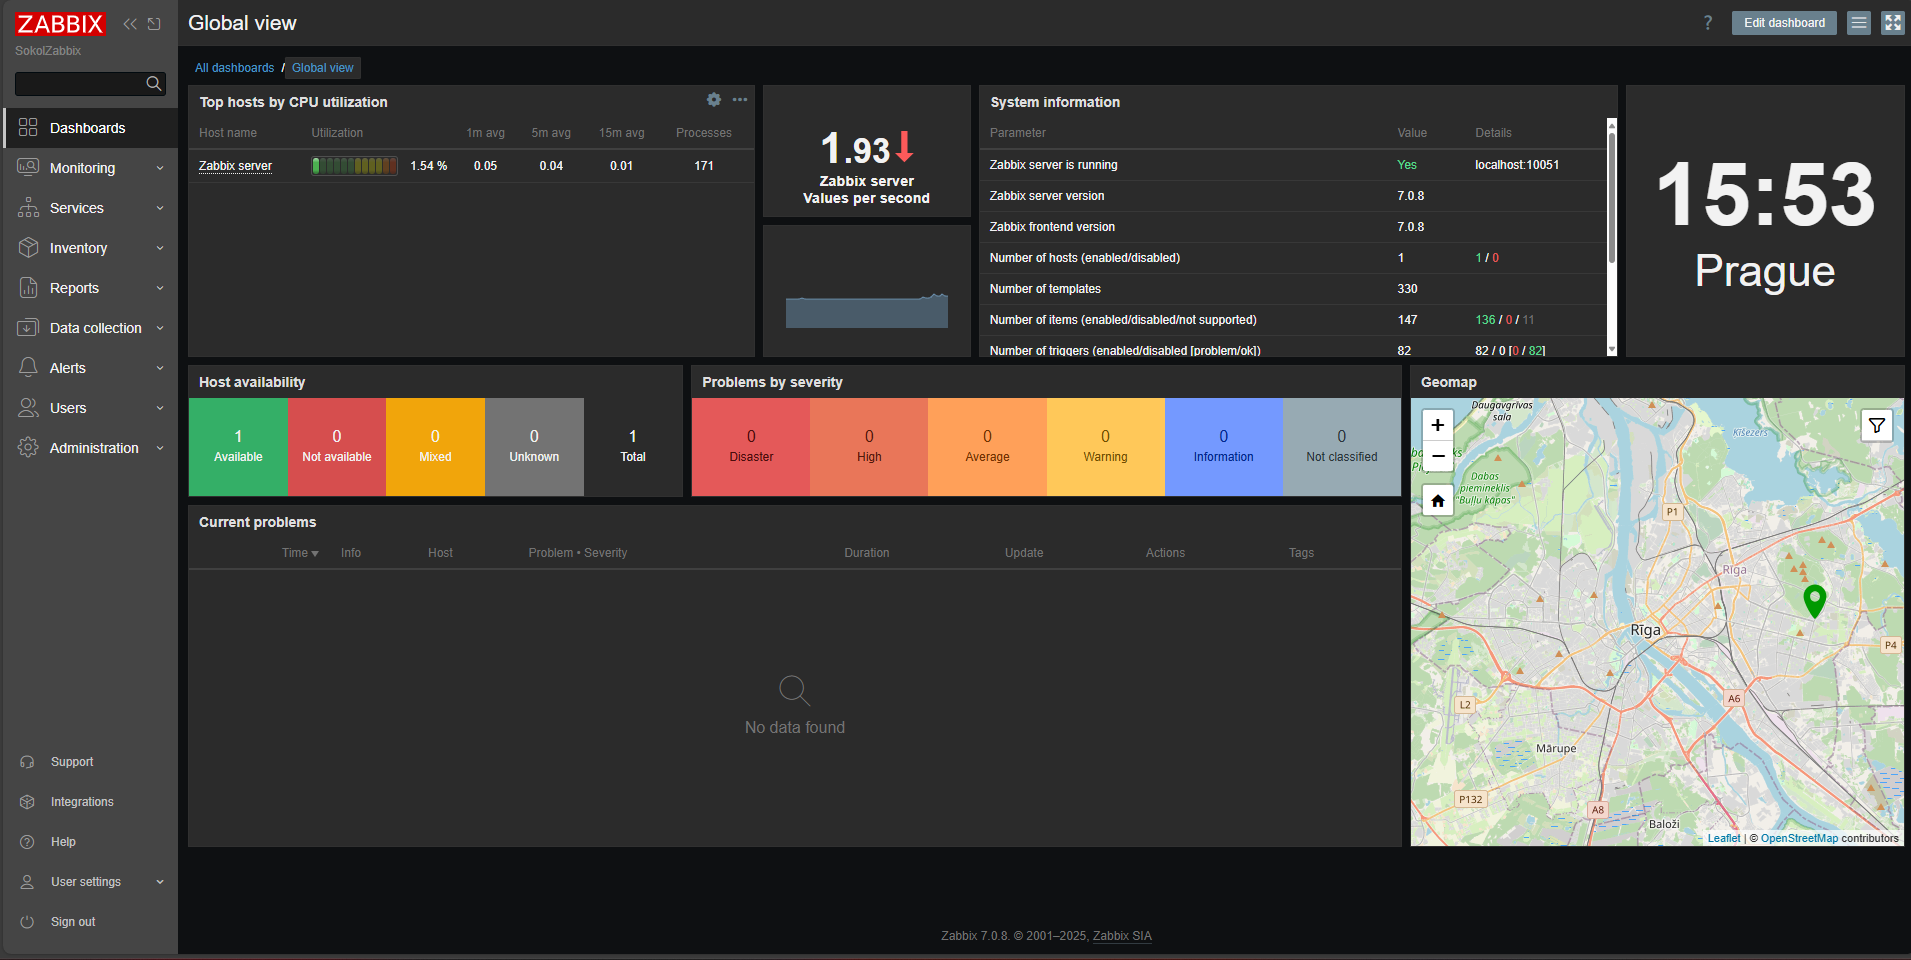 ZABBIX
SokolZabbix
Dashboards
Monitoring
Services
Inventory
Reports
Data collection
Alerts
Users
Administration
Support
Integrations
Help
User settings
Sign out
Global view
? Edit dashboard
All dashboards / Global view
Top hosts by CPU utilization
Host name Utilization 1m avg 5m avg 15m avg Processes
Zabbix server 1.54 % 0.05 0.04 0.01 171
1.93
Zabbix server
Values per second
System information
Parameter Value Details
Zabbix server is running Yes localhost:10051
Zabbix server version 7.0.8
Zabbix frontend version 7.0.8
Number of hosts (enabled/disabled) 1 1 / 0
Number of templates 330
Number of items (enabled/disabled/not supported) 147 136 / 0 / 11
Number of triggers (enabled/disabled [problem/ok]) 82 82 / 0 [0 / 82]
15:53
Prague
Host availability
1 0 0 0 1
Available Not available Mixed Unknown Total
Problems by severity
0 0 0 0 0 0
Disaster High Average Warning Information Not classified
Current problems
Time Info Host Problem • Severity Duration Update Actions Tags
No data found
Geomap
+
−
Daugavgrīvas
sala
Ķīšezers
Dabas
piemineklis
"Buļļu kāpas"
P1
Rīga
Rīga
P4
A6
L2
Mārupe
P132
A8
Baloži
Leaflet | © OpenStreetMap contributors
Zabbix 7.0.8. © 2001–2025, Zabbix SIA